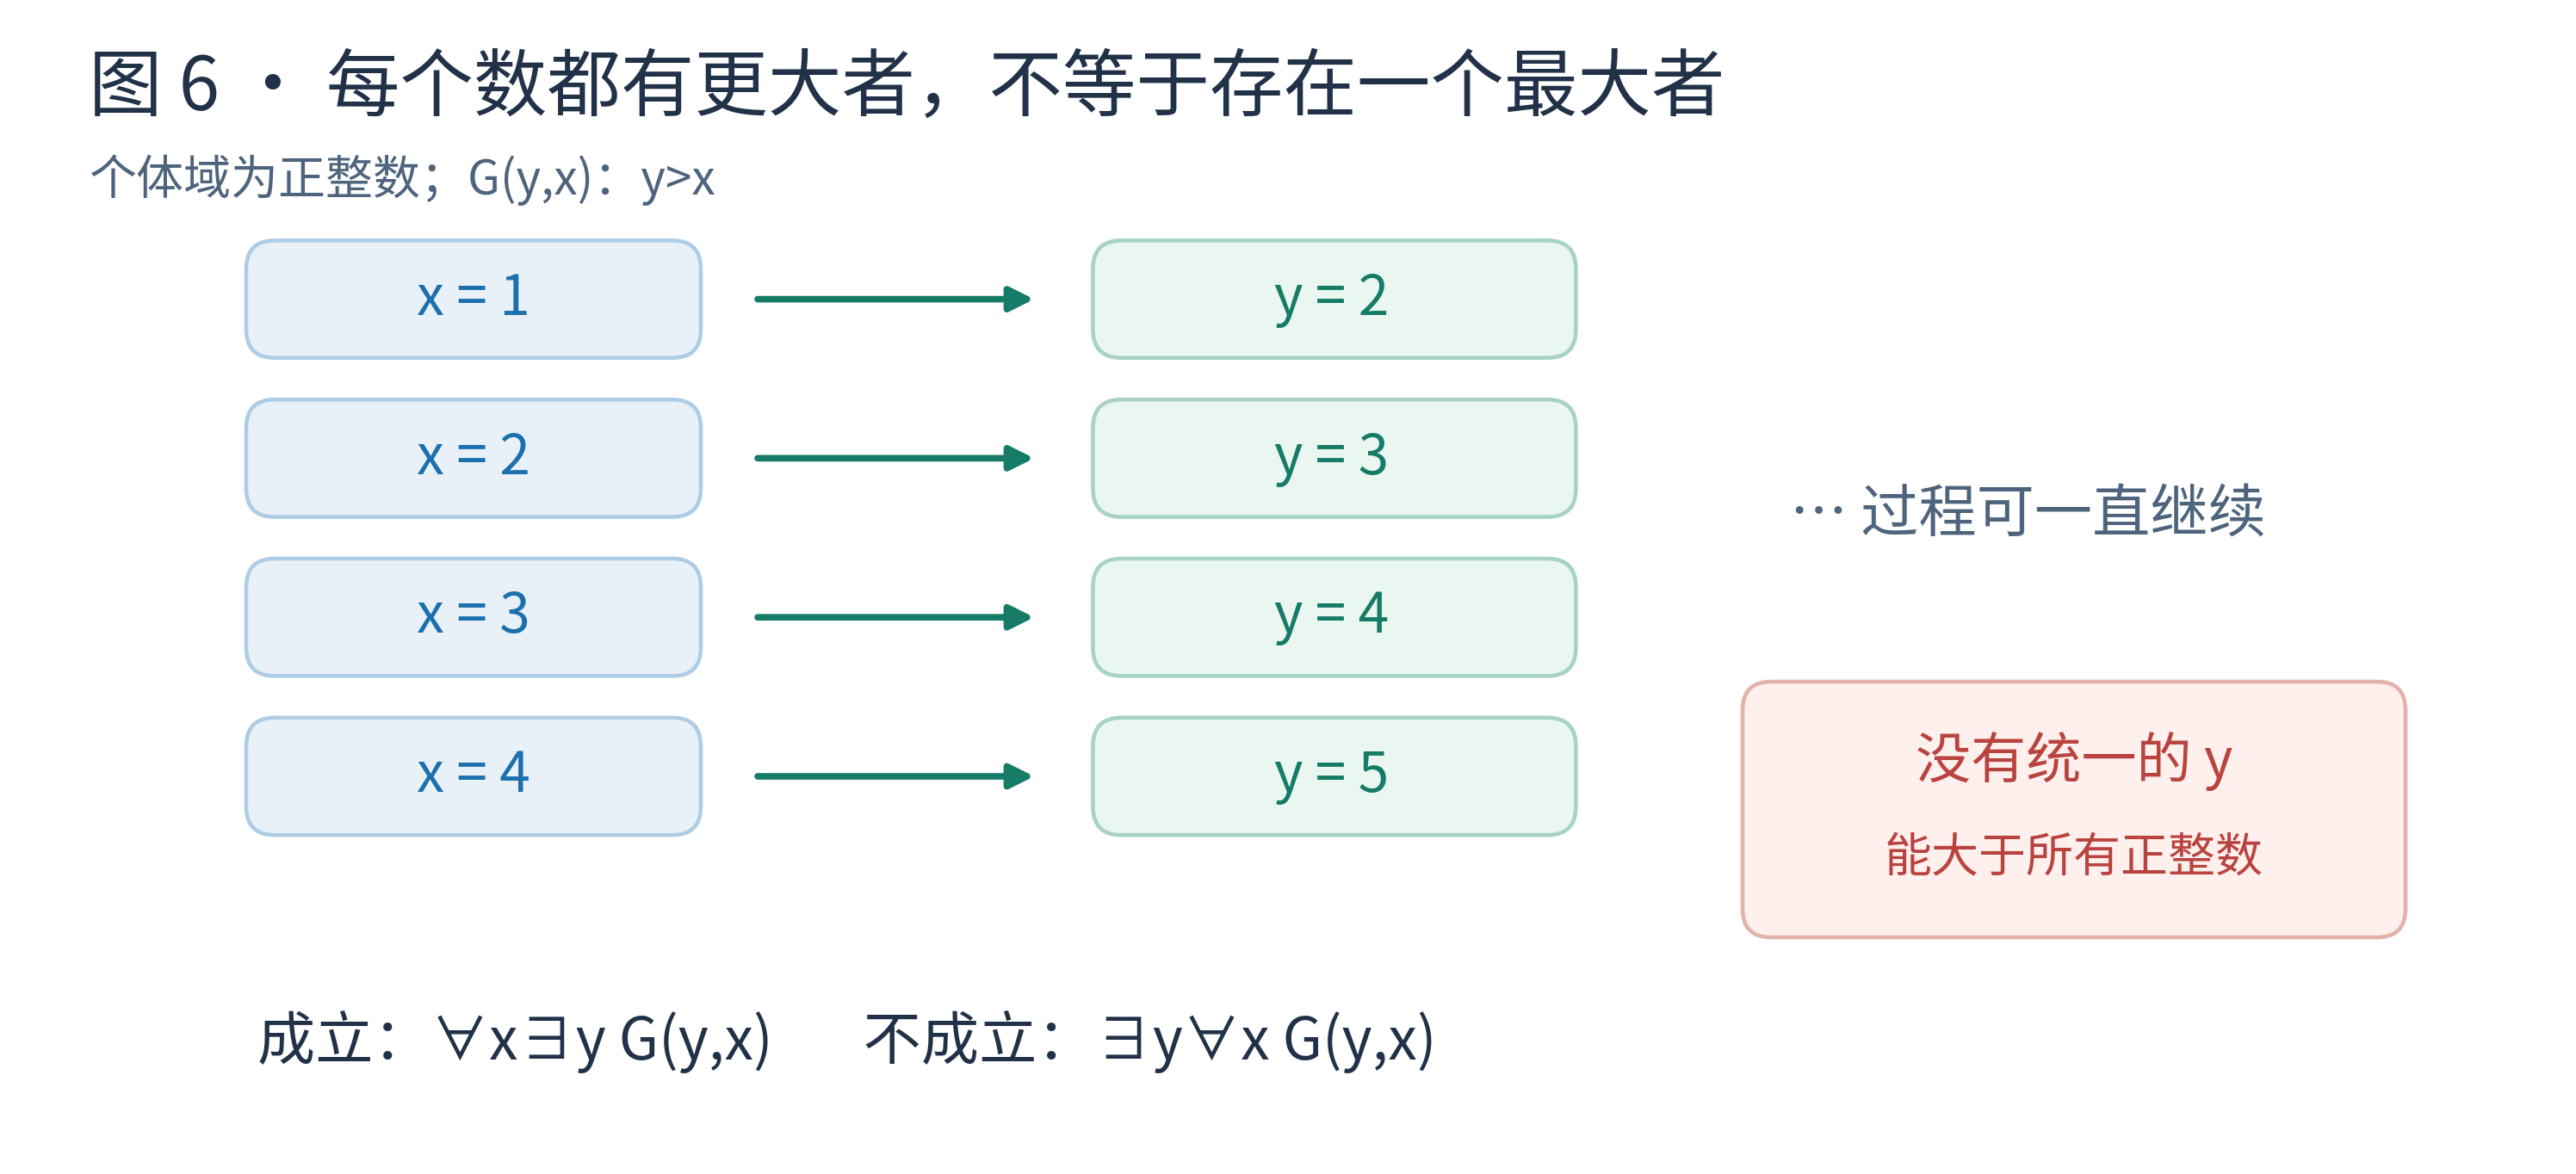 图 6 · 每个数都有更大者，不等于存在一个最大者
个体域为正整数；G(y,x)：y>x
x = 1
y = 2
x = 2
y = 3
x = 3
y = 4
x = 4
y = 5
… 过程可一直继续
没有统一的 y
能大于所有正整数
成立：∀x∃y G(y,x)
不成立：∃y∀x G(y,x)